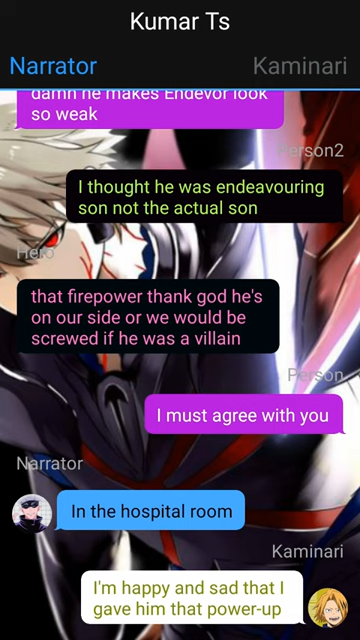 Kumar Ts
Narrator
Kaminari
damn he makes Endevor look
so weak
Person2
I thought he was endeavouring
son not the actual son
Hero
that firepower thank god he's
on our side or we would be
screwed if he was a villain
Person
I must agree with you
Narrator
In the hospital room
Kaminari
I'm happy and sad that I
gave him that power-up